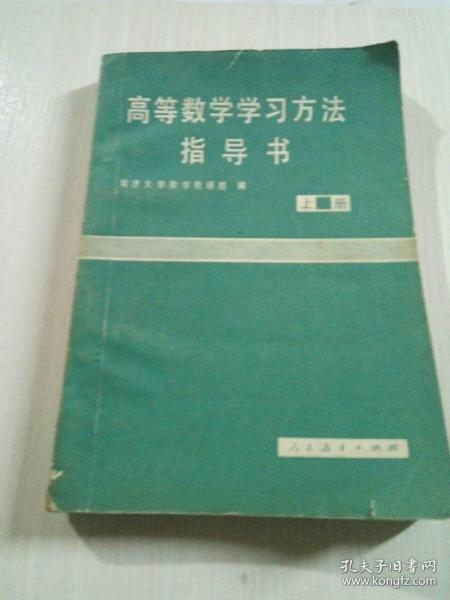 高等数学学习方法
指导书
同济大学数学教研组 编
上 册
人民教育出版社
孔夫子旧书网
www.kongfz.com